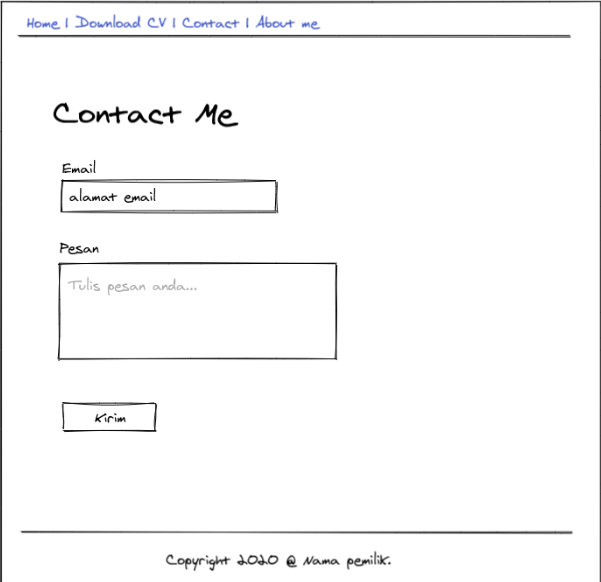 Home | Download CV | Contact | About me
Contact Me
Email
alamat email
Pesan
Tulis pesan anda...
Kirim
Copyright 2020 @ Nama pemilik.